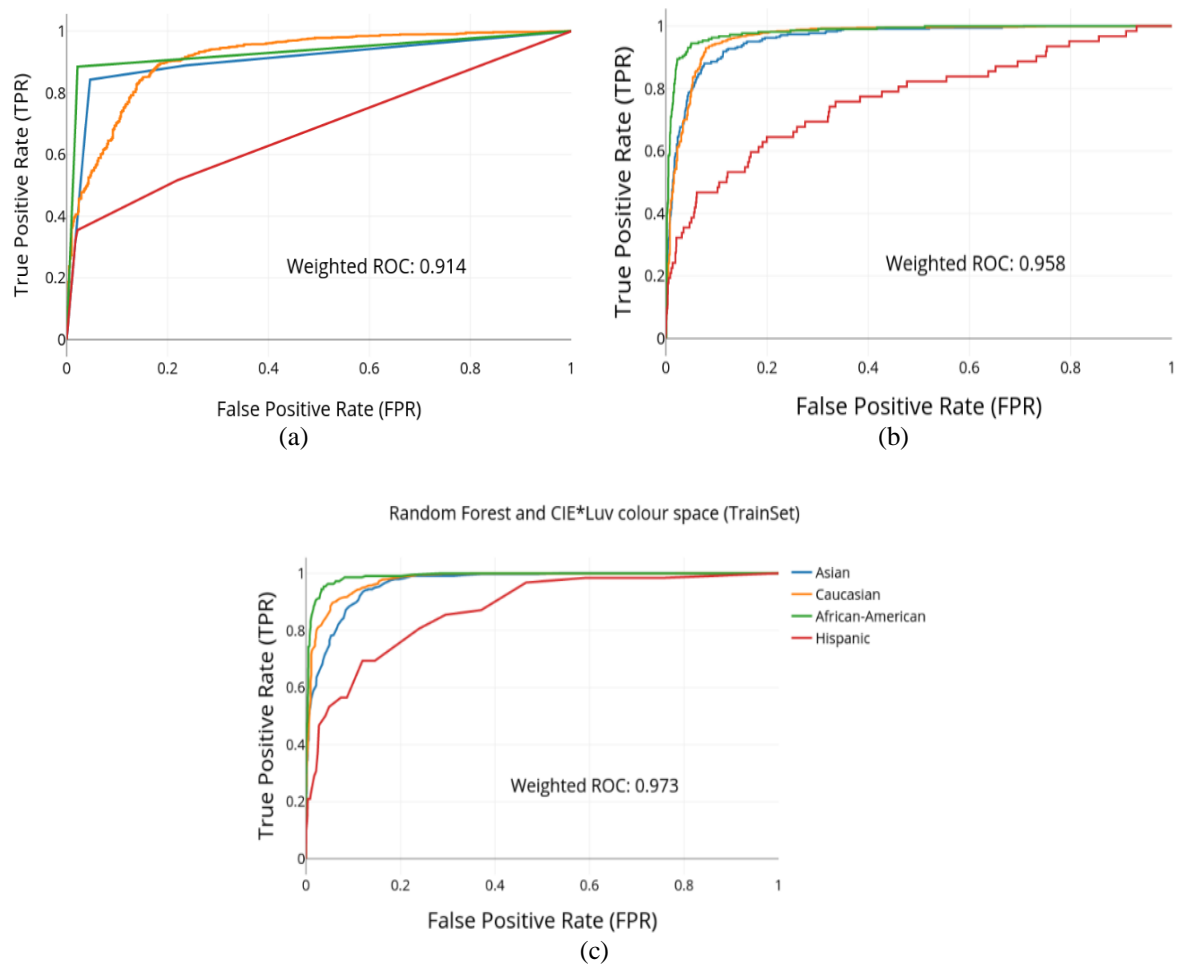 True Positive Rate (TPR)
1
0.8
0.6
0.4
0.2
0
Weighted ROC: 0.914
0 0.2 0.4 0.6 0.8 1
False Positive Rate (FPR)
(a)
True Positive Rate (TPR)
1
0.8
0.6
0.4
0.2
0
Weighted ROC: 0.958
0 0.2 0.4 0.6 0.8 1
False Positive Rate (FPR)
(b)
Random Forest and CIE*Luv colour space (TrainSet)
True Positive Rate (TPR)
1
0.8
0.6
0.4
0.2
0
Asian
Caucasian
African-American
Hispanic
Weighted ROC: 0.973
0 0.2 0.4 0.6 0.8 1
False Positive Rate (FPR)
(c)